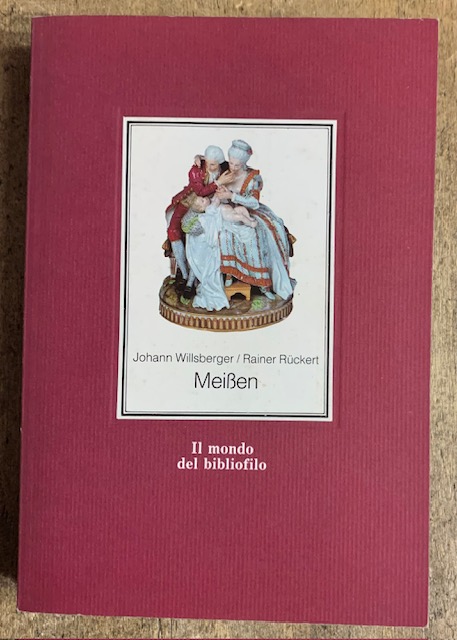 Johann Willsberger / Rainer Rückert
Meißen
Il mondo
del bibliofilo